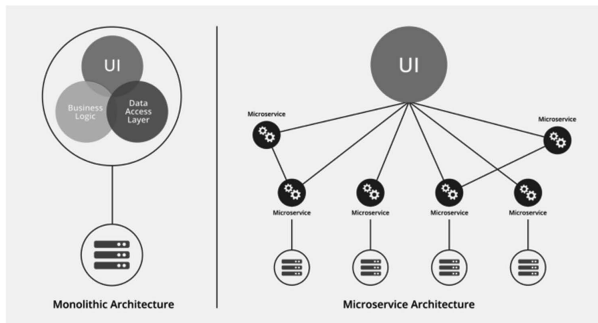 UI
Business
Logic
Data
Access
Layer
Monolithic Architecture
UI
Microservice
Microservice
Microservice
Microservice
Microservice
Microservice
Microservice Architecture